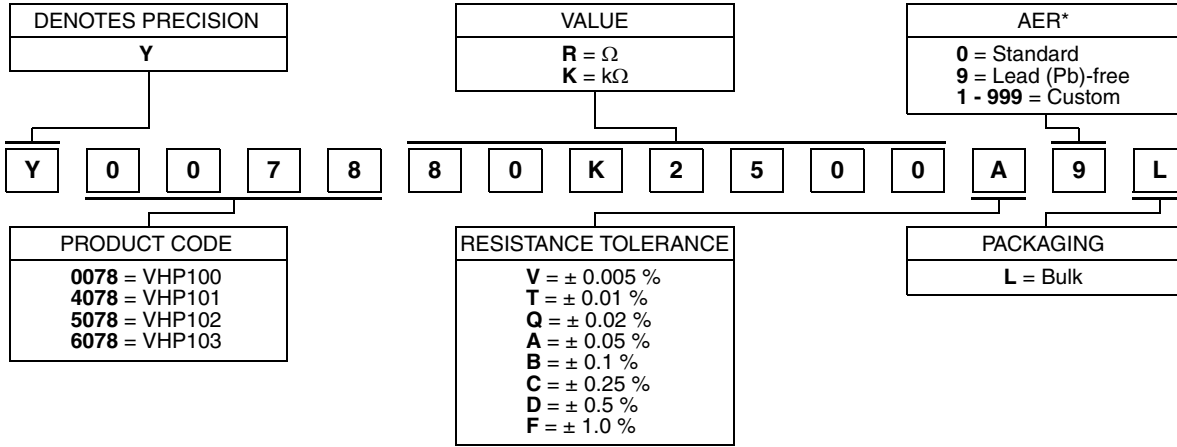 DENOTES PRECISION
Y
VALUE
R = Ω
K = kΩ
AER*
0 = Standard
9 = Lead (Pb)-free
1 - 999 = Custom
Y 0 0 7 8 8 0 K 2 5 0 0 A 9 L
PRODUCT CODE
0078 = VHP100
4078 = VHP101
5078 = VHP102
6078 = VHP103
RESISTANCE TOLERANCE
V = ± 0.005 %
T = ± 0.01 %
Q = ± 0.02 %
A = ± 0.05 %
B = ± 0.1 %
C = ± 0.25 %
D = ± 0.5 %
F = ± 1.0 %
PACKAGING
L = Bulk